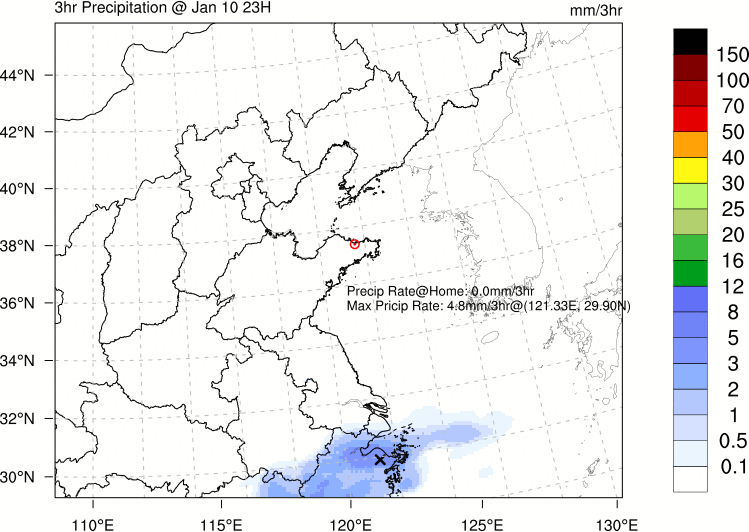 3hr Precipitation @ Jan 10 23H
mm/3hr
44°N
42°N
40°N
38°N
36°N
34°N
32°N
30°N
Precip Rate@Home: 0.0mm/3hr
Max Pricip Rate: 4.8mm/3hr@(121.33E, 29.90N)
110°E 115°E 120°E 125°E 130°E
150
100
70
50
40
30
25
20
16
12
8
5
3
2
1
0.5
0.1